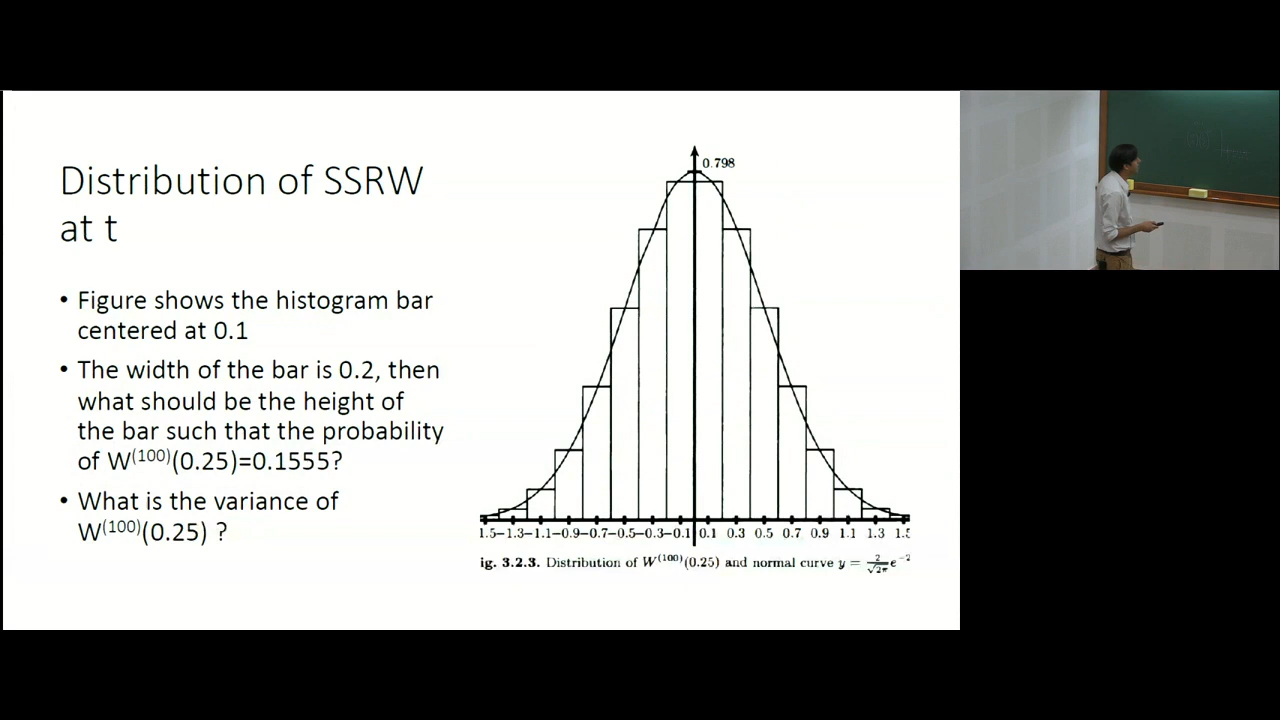 Distribution of SSRW
at t
• Figure shows the histogram bar
centered at 0.1
• The width of the bar is 0.2, then
what should be the height of
the bar such that the probability
of W⁽¹⁰⁰⁾(0.25)=0.1555?
• What is the variance of
W⁽¹⁰⁰⁾(0.25) ?
0.798
1.5−1.3−1.1−0.9−0.7−0.5−0.3−0.1 0.1 0.3 0.5 0.7 0.9 1.1 1.3 1.5
ig. 3.2.3. Distribution of W⁽¹⁰⁰⁾(0.25) and normal curve y = 2/√2π e⁻²